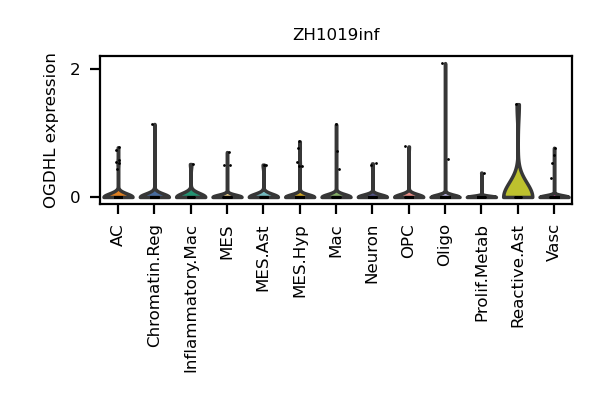 ZH1019inf
OGDHL expression
2
0
AC
Chromatin.Reg
Inflammatory.Mac
MES
MES.Ast
MES.Hyp
Mac
Neuron
OPC
Oligo
Prolif.Metab
Reactive.Ast
Vasc